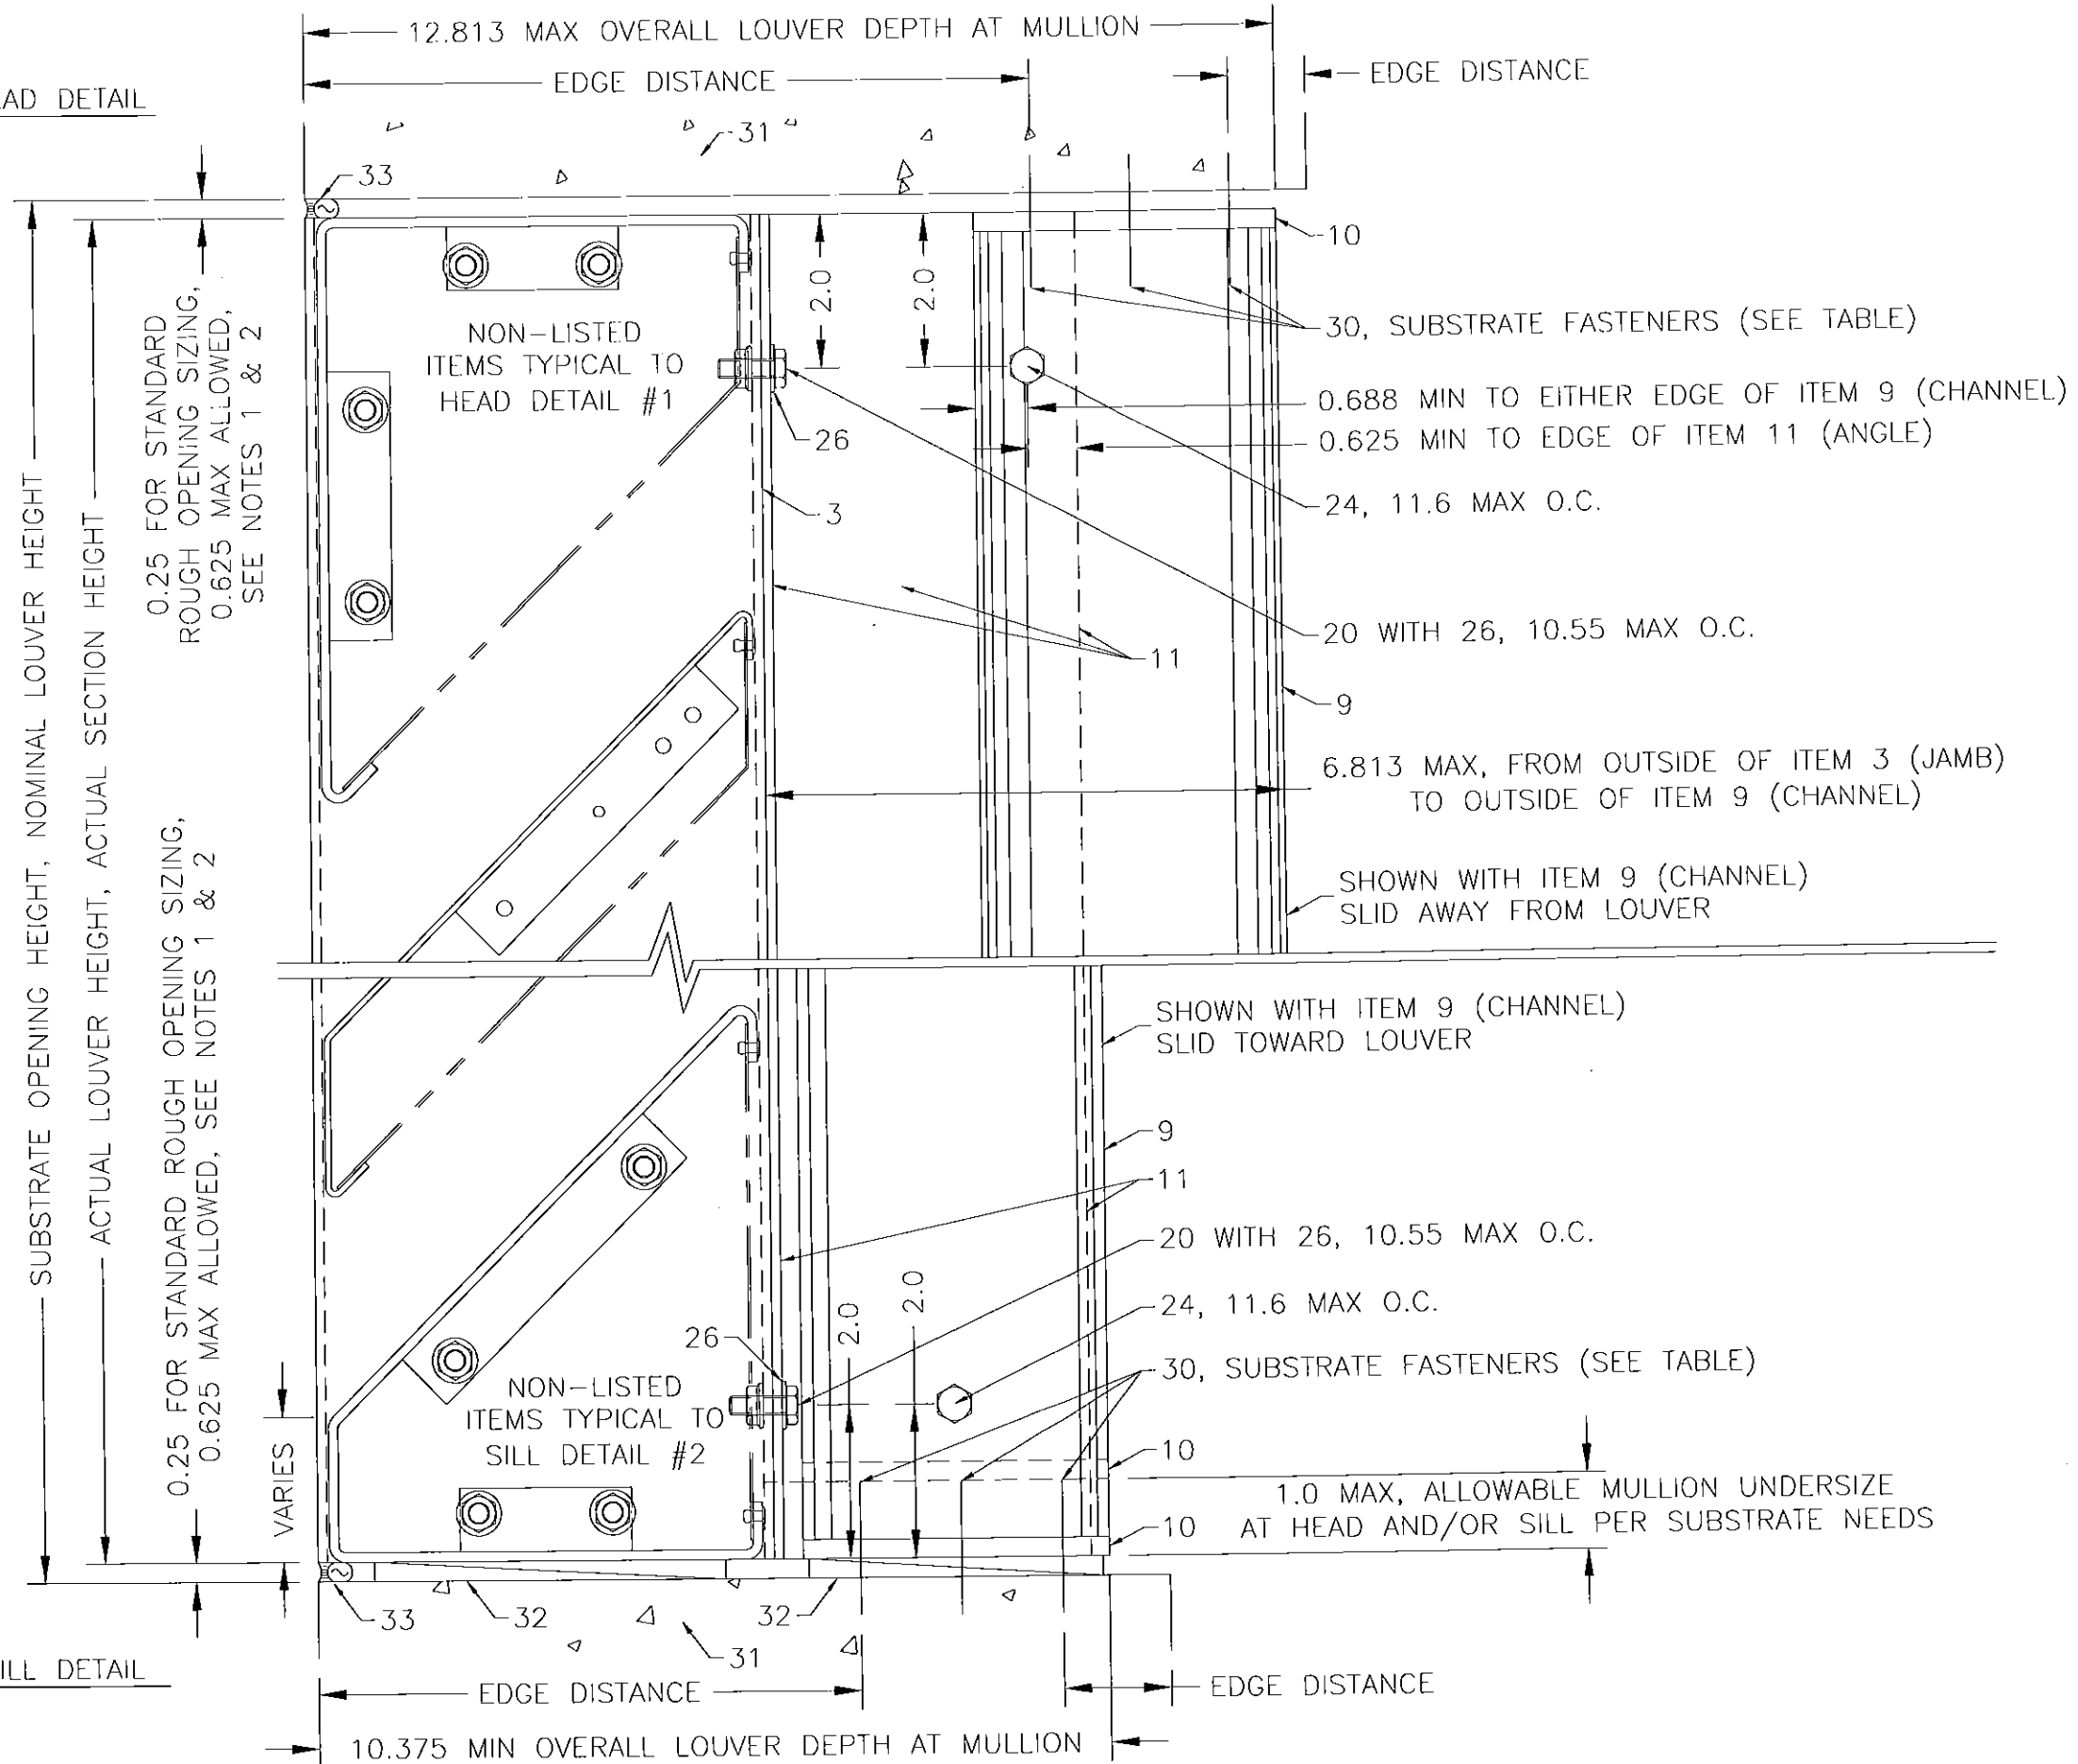 12.813 MAX OVERALL LOUVER DEPTH AT MULLION
EDGE DISTANCE
EDGE DISTANCE
AD DETAIL
31
33
10
2.0
2.0
30, SUBSTRATE FASTENERS (SEE TABLE)
NON-LISTED
ITEMS TYPICAL TO
HEAD DETAIL #1
0.688 MIN TO EITHER EDGE OF ITEM 9 (CHANNEL)
26
0.625 MIN TO EDGE OF ITEM 11 (ANGLE)
3
24, 11.6 MAX O.C.
0.25 FOR STANDARD
ROUGH OPENING SIZING,
0.625 MAX ALLOWED,
SEE NOTES 1 & 2
20 WITH 26, 10.55 MAX O.C.
11
9
6.813 MAX, FROM OUTSIDE OF ITEM 3 (JAMB)
TO OUTSIDE OF ITEM 9 (CHANNEL)
SHOWN WITH ITEM 9 (CHANNEL)
SLID AWAY FROM LOUVER
SUBSTRATE OPENING HEIGHT, NOMINAL LOUVER HEIGHT
ACTUAL LOUVER HEIGHT, ACTUAL SECTION HEIGHT
0.25 FOR STANDARD ROUGH OPENING SIZING,
0.625 MAX ALLOWED, SEE NOTES 1 & 2
SHOWN WITH ITEM 9 (CHANNEL)
SLID TOWARD LOUVER
9
11
20 WITH 26, 10.55 MAX O.C.
2.0
2.0
24, 11.6 MAX O.C.
26
30, SUBSTRATE FASTENERS (SEE TABLE)
NON-LISTED
ITEMS TYPICAL TO
SILL DETAIL #2
VARIES
10
1.0 MAX, ALLOWABLE MULLION UNDERSIZE
AT HEAD AND/OR SILL PER SUBSTRATE NEEDS
10
33
32
32
31
ILL DETAIL
EDGE DISTANCE
EDGE DISTANCE
10.375 MIN OVERALL LOUVER DEPTH AT MULLION